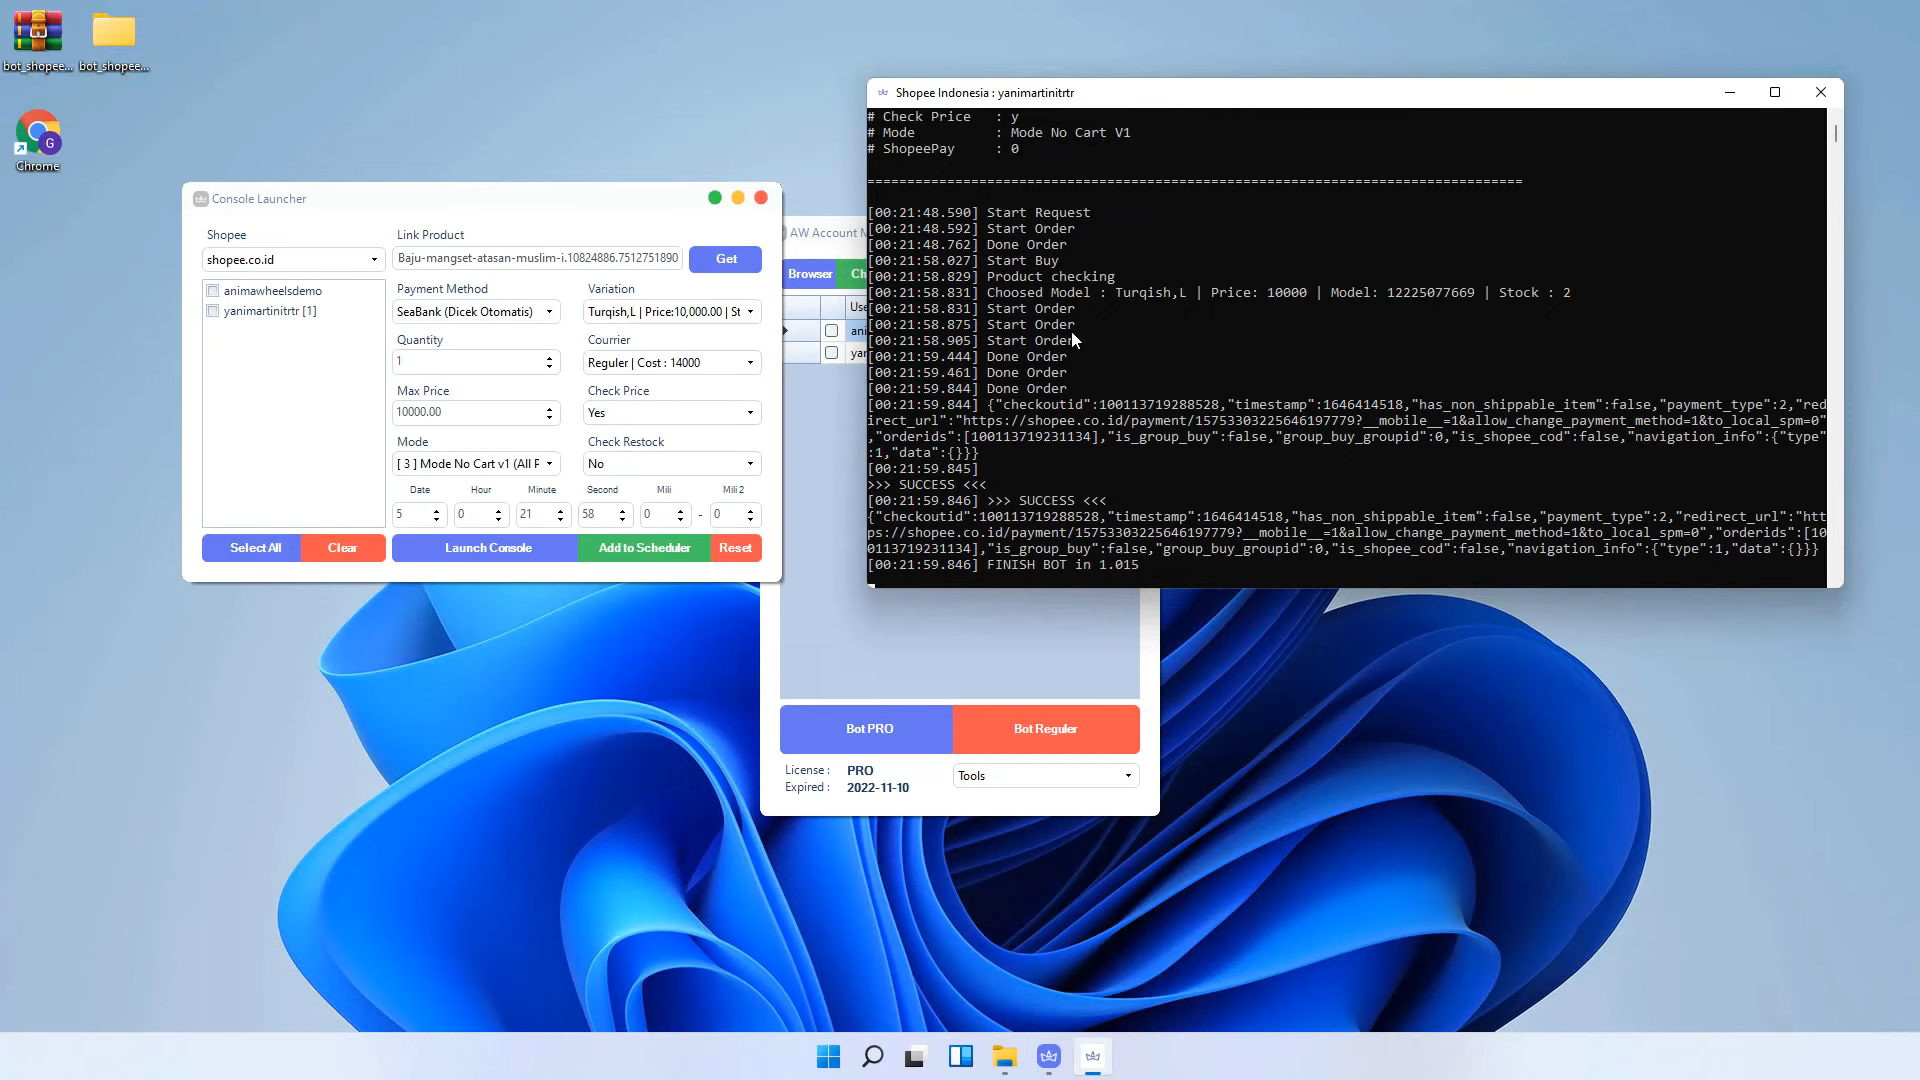 bot_shopee...
bot_shopee...
Chrome
Console Launcher
Shopee
Link Product
shopee.co.id
Baju-mangset-atasan-muslim-i.10824886.7512751890
Get
animawheelsdemo
yanimartinitrtr [1]
Payment Method
Variation
SeaBank (Dicek Otomatis)
Turqish,L | Price:10,000.00 | St
Quantity
Courrier
1
Reguler | Cost : 14000
Max Price
Check Price
10000.00
Yes
Mode
Check Restock
[ 3 ] Mode No Cart v1 (All F
No
Date
Hour
Minute
Second
Mili
Mili 2
5
0
21
58
0
-
0
Select All
Clear
Launch Console
Add to Scheduler
Reset
AW Account M
Browser
Ch
Use
ani
yar
Bot PRO
Bot Reguler
License :
PRO
Expired :
2022-11-10
Tools
Shopee Indonesia : yanimartinitrtr
# Check Price   : y
# Mode          : Mode No Cart V1
# ShopeePay     : 0
==================================================================================
[00:21:48.590] Start Request
[00:21:48.592] Start Order
[00:21:48.762] Done Order
[00:21:58.027] Start Buy
[00:21:58.829] Product checking
[00:21:58.831] Choosed Model : Turqish,L | Price: 10000 | Model: 12225077669 | Stock : 2
[00:21:58.831] Start Order
[00:21:58.875] Start Order
[00:21:58.905] Start Order
[00:21:59.444] Done Order
[00:21:59.461] Done Order
[00:21:59.844] Done Order
[00:21:59.844] {"checkoutid":100113719288528,"timestamp":1646414518,"has_non_shippable_item":false,"payment_type":2,"red
irect_url":"https://shopee.co.id/payment/15753303225646197779?__mobile__=1&allow_change_payment_method=1&to_local_spm=0"
,"orderids":[100113719231134],"is_group_buy":false,"group_buy_groupid":0,"is_shopee_cod":false,"navigation_info":{"type"
:1,"data":{}}}
[00:21:59.845]
>>> SUCCESS <<<
[00:21:59.846] >>> SUCCESS <<<
{"checkoutid":100113719288528,"timestamp":1646414518,"has_non_shippable_item":false,"payment_type":2,"redirect_url":"htt
ps://shopee.co.id/payment/15753303225646197779?__mobile__=1&allow_change_payment_method=1&to_local_spm=0","orderids":[10
0113719231134],"is_group_buy":false,"group_buy_groupid":0,"is_shopee_cod":false,"navigation_info":{"type":1,"data":{}}}
[00:21:59.846] FINISH BOT in 1.015